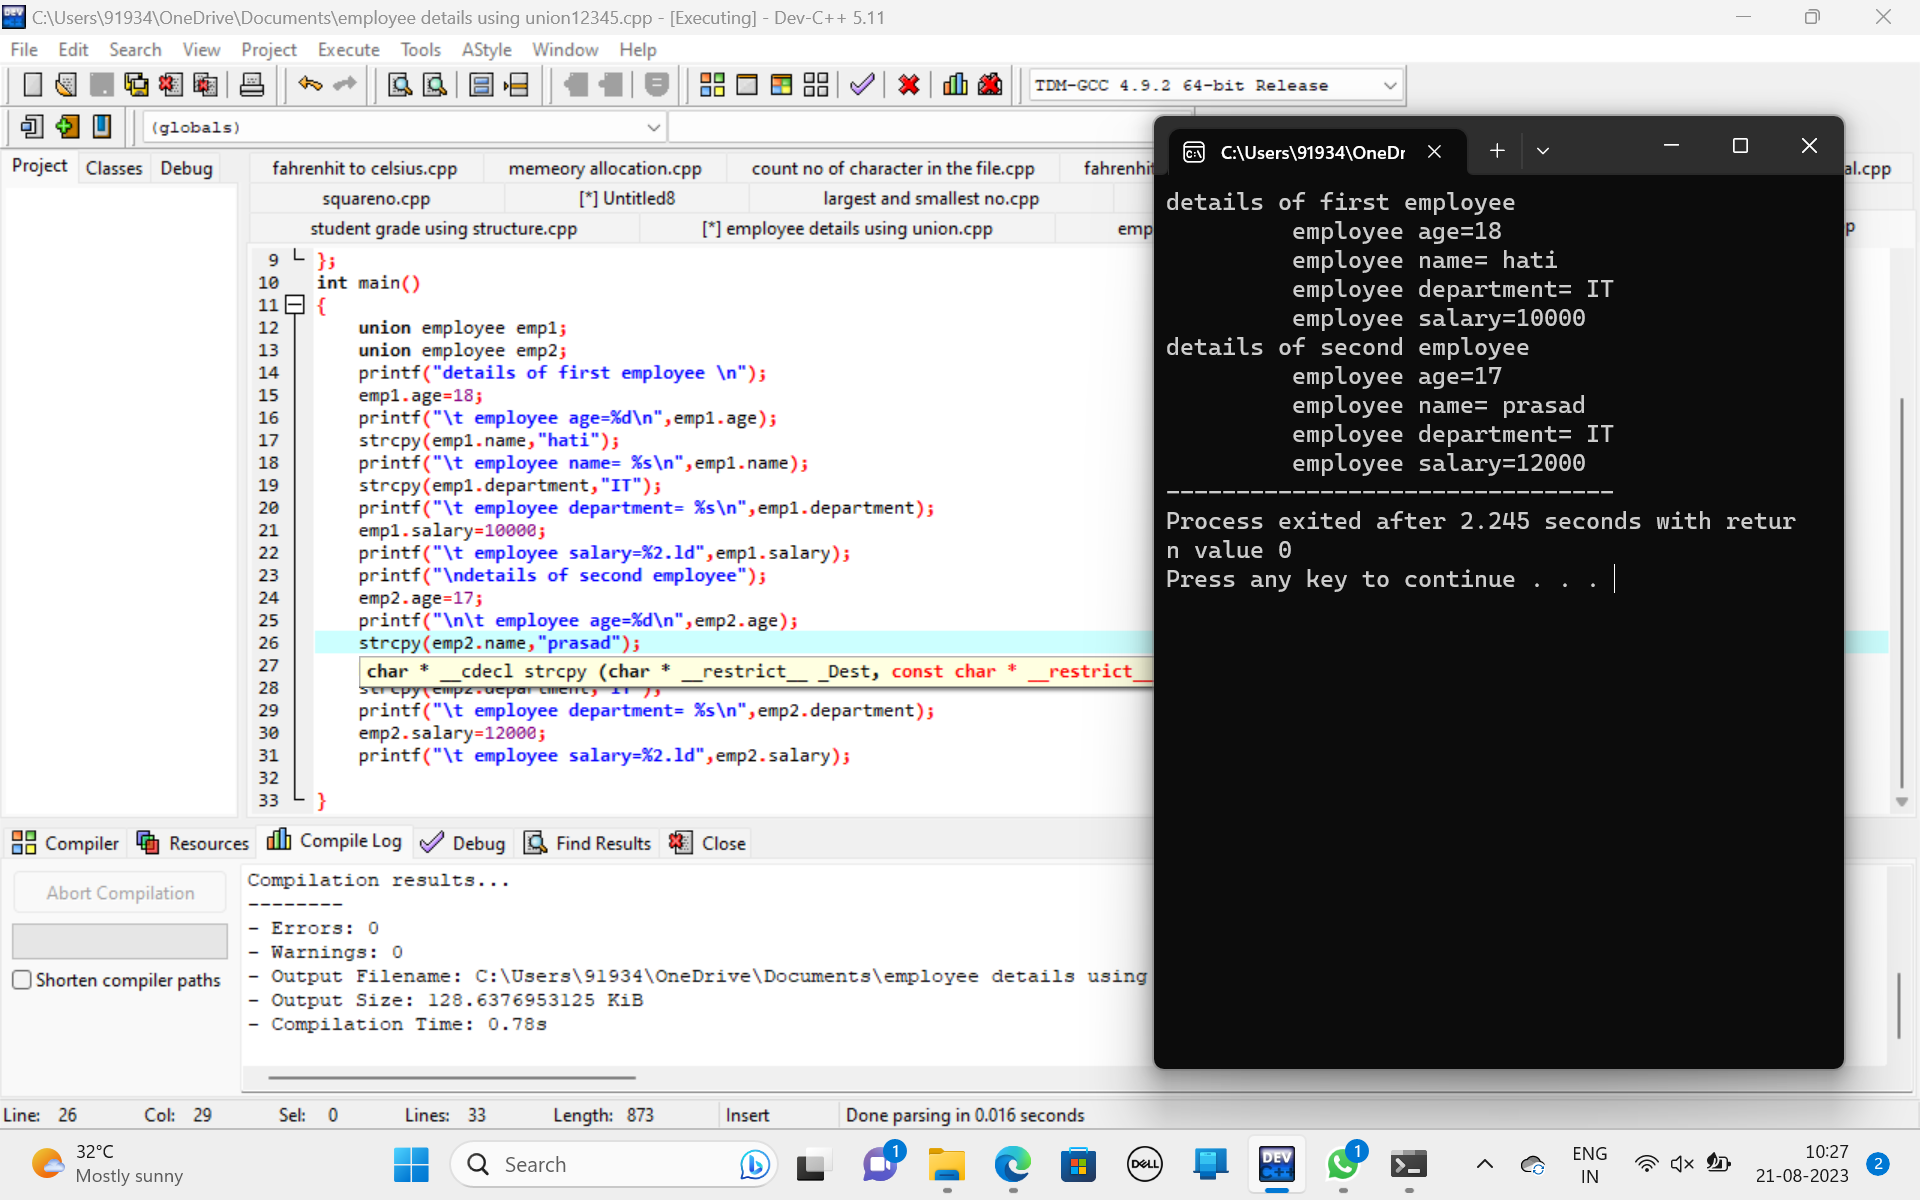 C:\Users\91934\OneDrive\Documents\employee details using union12345.cpp - [Executing] - Dev-C++ 5.11
File Edit Search View Project Execute Tools AStyle Window Help
TDM-GCC 4.9.2 64-bit Release
(globals)
Project Classes Debug
fahrenhit to celsius.cpp memeory allocation.cpp count no of character in the file.cpp fahrenhit al.cpp
squareno.cpp [*] Untitled8 largest and smallest no.cpp
student grade using structure.cpp [*] employee details using union.cpp emp p
9 };
10 int main()
11 {
12 union employee emp1;
13 union employee emp2;
14 printf("details of first employee \n");
15 emp1.age=18;
16 printf("\t employee age=%d\n",emp1.age);
17 strcpy(emp1.name,"hati");
18 printf("\t employee name= %s\n",emp1.name);
19 strcpy(emp1.department,"IT");
20 printf("\t employee department= %s\n",emp1.department);
21 emp1.salary=10000;
22 printf("\t employee salary=%2.ld",emp1.salary);
23 printf("\ndetails of second employee");
24 emp2.age=17;
25 printf("\n\t employee age=%d\n",emp2.age);
26 strcpy(emp2.name,"prasad");
27
char * __cdecl strcpy (char * __restrict__ _Dest, const char * __restrict__
28 strcpy(emp2.department,"IT");
29 printf("\t employee department= %s\n",emp2.department);
30 emp2.salary=12000;
31 printf("\t employee salary=%2.ld",emp2.salary);
32
33 }
C:\Users\91934\OneDr
details of first employee
employee age=18
employee name= hati
employee department= IT
employee salary=10000
details of second employee
employee age=17
employee name= prasad
employee department= IT
employee salary=12000
--------------------------------
Process exited after 2.245 seconds with retur
n value 0
Press any key to continue . . .
Compiler Resources Compile Log Debug Find Results Close
Abort Compilation
Shorten compiler paths
Compilation results...
--------
- Errors: 0
- Warnings: 0
- Output Filename: C:\Users\91934\OneDrive\Documents\employee details using
- Output Size: 128.6376953125 KiB
- Compilation Time: 0.78s
Line: 26 Col: 29 Sel: 0 Lines: 33 Length: 873 Insert Done parsing in 0.016 seconds
32°C
Mostly sunny
Search
1
DELL
DEV
C++
1
ENG
IN
10:27
21-08-2023
2